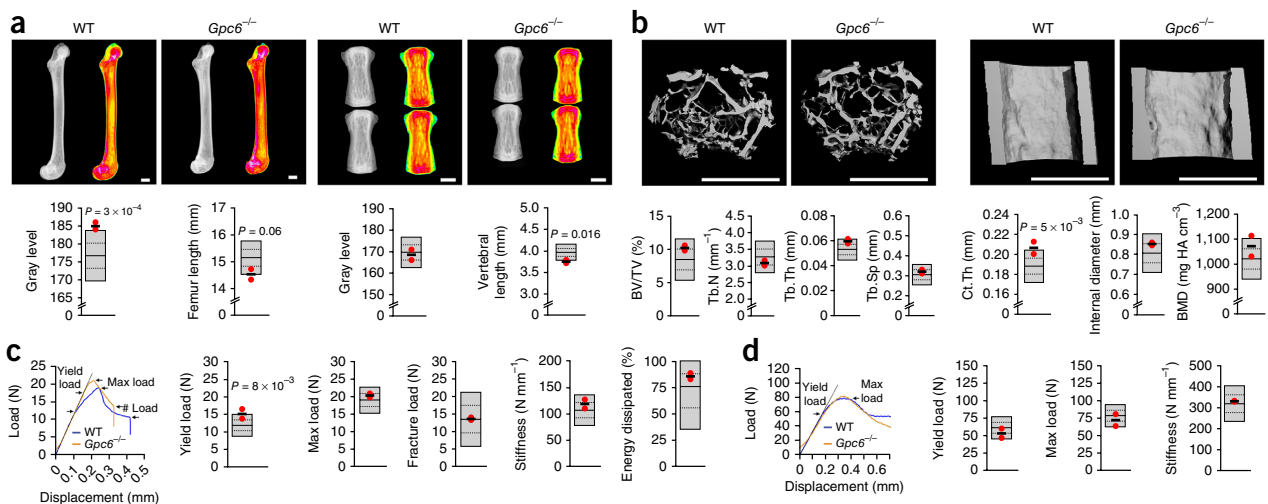 a
WT
Gpc6–/–
WT
Gpc6–/–
Gray level
190
185
180
175
170
165
0
P = 3 × 10–4
Femur length (mm)
17
16
15
14
0
P = 0.06
Gray level
190
180
170
160
150
0
Vertebral length (mm)
5.0
4.5
4.0
3.5
3.0
0
P = 0.016
b
WT
Gpc6–/–
WT
Gpc6–/–
BV/TV (%)
15
10
5
0
Tb.N (mm–1)
4.5
4.0
3.5
3.0
2.5
0
Tb.Th (mm)
0.08
0.06
0.04
0.02
0
Tb.Sp (mm)
0.6
0.5
0.4
0.3
0.2
0
Ct.Th (mm)
0.24
0.22
0.20
0.18
0.16
0
P = 5 × 10–3
Internal diameter (mm)
1.0
0.9
0.8
0.7
0.6
0
BMD (mg HA cm–3)
1,200
1,100
1,000
900
0
c
Load (N)
25
20
15
10
5
0
Yield load
Max load
# Load
WT
Gpc6–/–
0 0.1 0.2 0.3 0.4 0.5
Displacement (mm)
Yield load (N)
30
25
20
15
10
5
0
P = 8 × 10–3
Max load (N)
30
25
20
15
10
5
0
Fracture load (N)
30
25
20
15
10
5
0
Stiffness (N mm–1)
200
150
100
50
0
Energy dissipated (%)
100
80
60
40
20
0
d
Load (N)
150
100
50
0
Yield load
Max load
WT
Gpc6–/–
0 0.2 0.4 0.6
Displacement (mm)
Yield load (N)
150
125
100
75
50
25
0
Max load (N)
150
125
100
75
50
25
0
Stiffness (N mm–1)
500
400
300
200
100
0